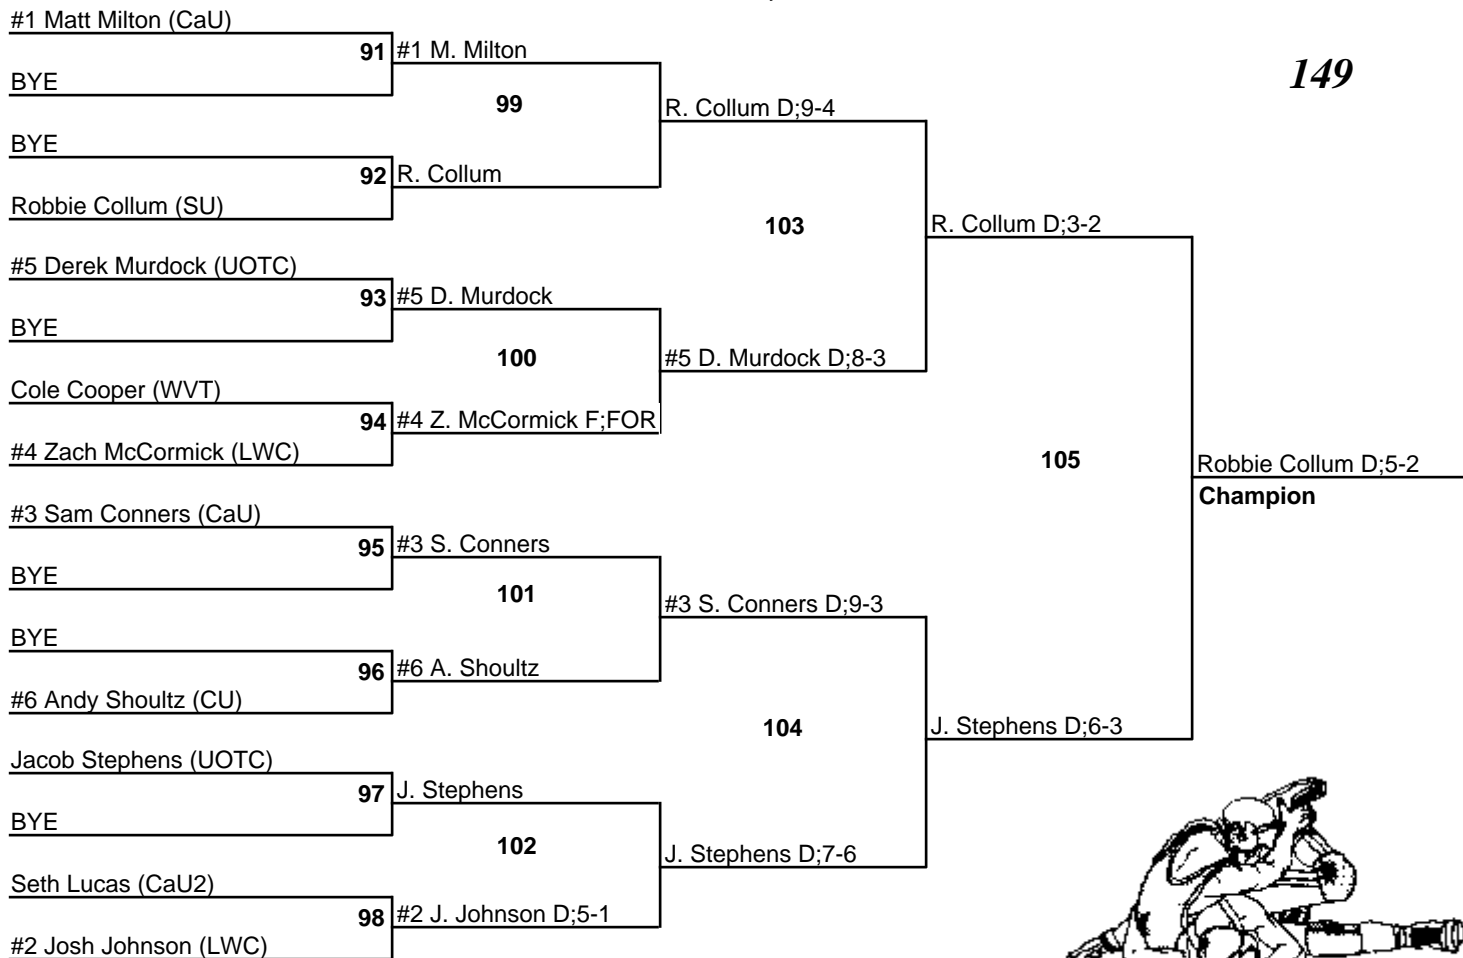 #1 Matt Milton (CaU)
91 #1 M. Milton
149
BYE
99
R. Collum D;9-4
BYE
92 R. Collum
Robbie Collum (SU)
103
R. Collum D;3-2
#5 Derek Murdock (UOTC)
93 #5 D. Murdock
BYE
100
#5 D. Murdock D;8-3
Cole Cooper (WVT)
94 #4 Z. McCormick F;FOR
#4 Zach McCormick (LWC)
105
Robbie Collum D;5-2
Champion
#3 Sam Conners (CaU)
95 #3 S. Conners
BYE
101
#3 S. Conners D;9-3
BYE
96 #6 A. Shoultz
#6 Andy Shoultz (CU)
104
J. Stephens D;6-3
Jacob Stephens (UOTC)
97 J. Stephens
BYE
102
J. Stephens D;7-6
Seth Lucas (CaU2)
98 #2 J. Johnson D;5-1
#2 Josh Johnson (LWC)